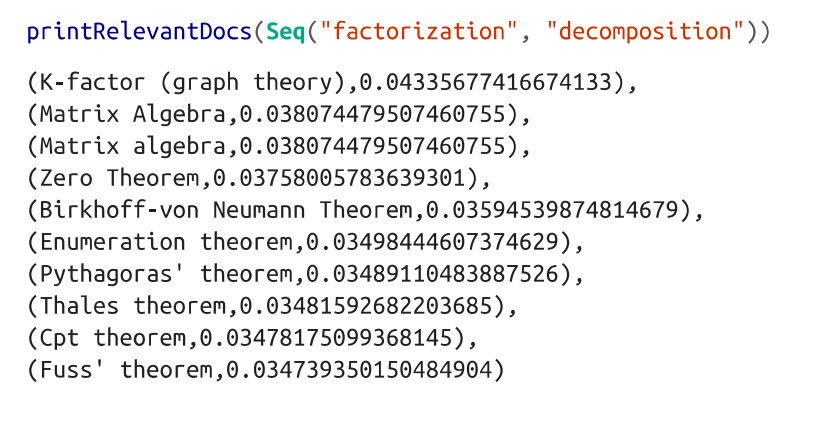 printRelevantDocs(Seq("factorization", "decomposition"))
(K-factor (graph theory),0.04335677416674133),
(Matrix Algebra,0.038074479507460755),
(Matrix algebra,0.038074479507460755),
(Zero Theorem,0.03758005783639301),
(Birkhoff-von Neumann Theorem,0.03594539874814679),
(Enumeration theorem,0.03498444607374629),
(Pythagoras' theorem,0.03489110483887526),
(Thales theorem,0.03481592682203685),
(Cpt theorem,0.03478175099368145),
(Fuss' theorem,0.034739350150484904)